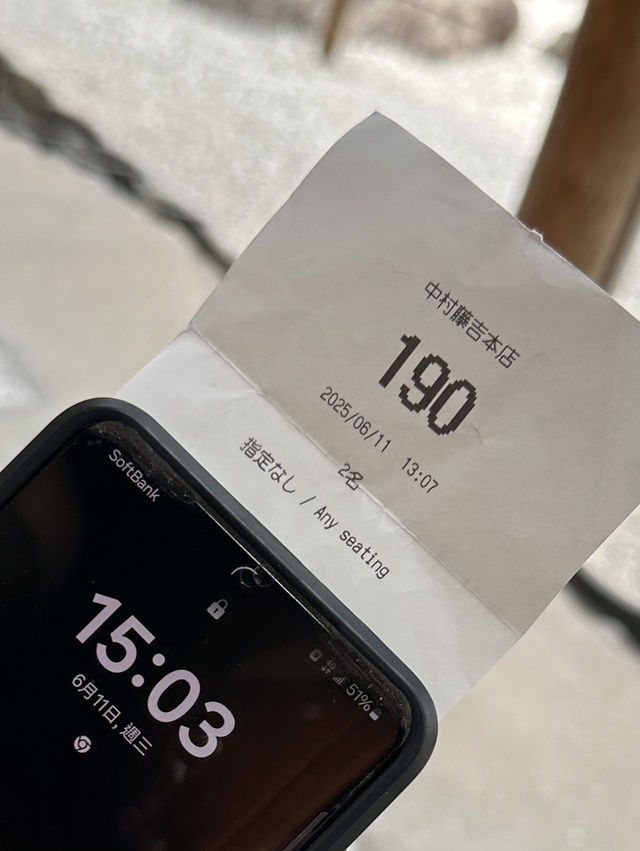 中村藤吉本店
190
2025/06/11 13:07
2名
指定なし / Any seating
SoftBank
4G
51%
15:03
6月11日, 週三